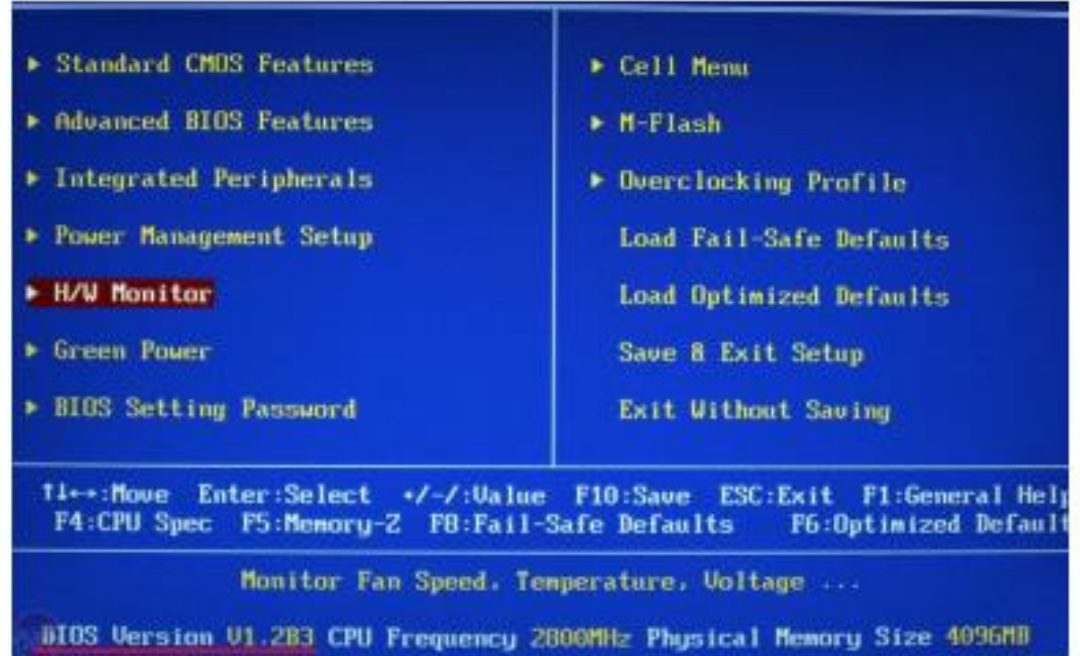 ▶ Standard CMOS Features
▶ Advanced BIOS Features
▶ Integrated Peripherals
▶ Power Management Setup
▶ H/W Monitor
▶ Green Power
▶ BIOS Setting Password
▶ Cell Menu
▶ M-Flash
▶ Overclocking Profile
Load Fail-Safe Defaults
Load Optimized Defaults
Save & Exit Setup
Exit Without Saving
↑↓←→:Move Enter:Select +/-/:Value F10:Save ESC:Exit F1:General Help
F4:CPU Spec F5:Memory-Z F8:Fail-Safe Defaults F6:Optimized Default
Monitor Fan Speed, Temperature, Voltage ...
BIOS Version V1.2B3 CPU Frequency 2800MHz Physical Memory Size 4096MB